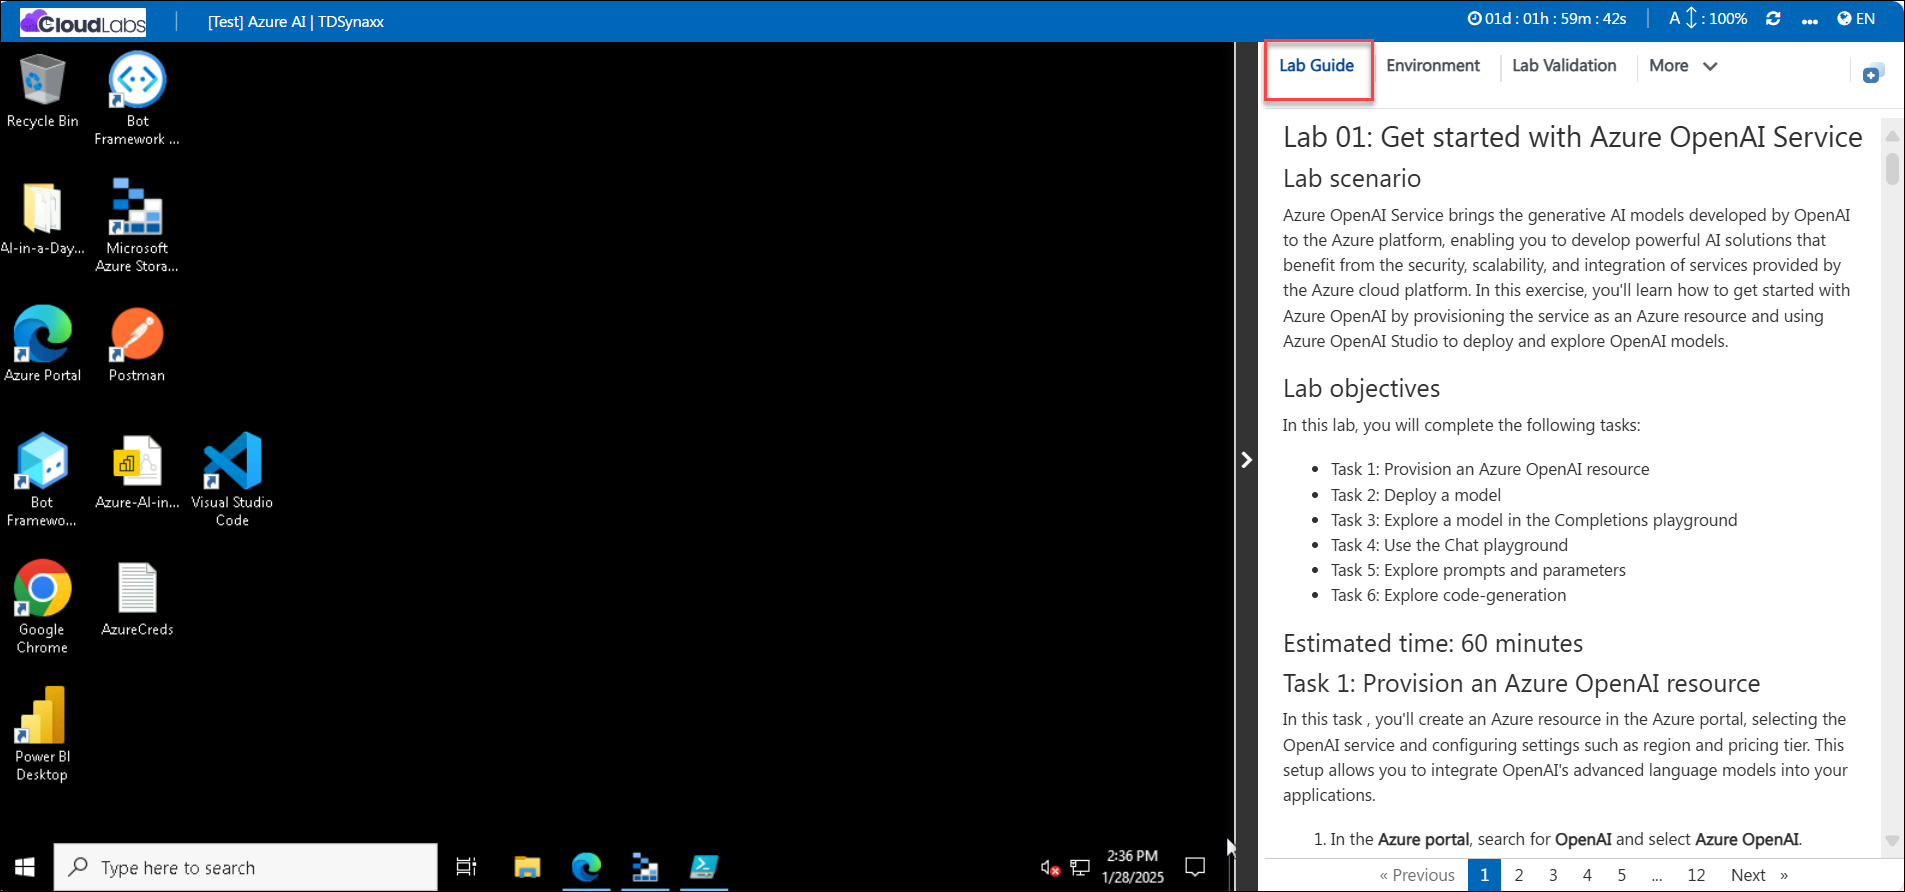 CloudLabs
[Test] Azure AI | TDSynaxx
01d : 01h : 59m : 42s
A : 100%
EN
Recycle Bin
Bot
Framework ...
AI-in-a-Day...
Microsoft
Azure Stora...
Azure Portal
Postman
Bot
Framewo...
Azure-AI-in...
Visual Studio
Code
Google
Chrome
AzureCreds
Power BI
Desktop
Type here to search
2:36 PM
1/28/2025
Lab Guide
Environment
Lab Validation
More
Lab 01: Get started with Azure OpenAI Service
Lab scenario
Azure OpenAI Service brings the generative AI models developed by OpenAI
to the Azure platform, enabling you to develop powerful AI solutions that
benefit from the security, scalability, and integration of services provided by
the Azure cloud platform. In this exercise, you'll learn how to get started with
Azure OpenAI by provisioning the service as an Azure resource and using
Azure OpenAI Studio to deploy and explore OpenAI models.
Lab objectives
In this lab, you will complete the following tasks:
• Task 1: Provision an Azure OpenAI resource
• Task 2: Deploy a model
• Task 3: Explore a model in the Completions playground
• Task 4: Use the Chat playground
• Task 5: Explore prompts and parameters
• Task 6: Explore code-generation
Estimated time: 60 minutes
Task 1: Provision an Azure OpenAI resource
In this task , you'll create an Azure resource in the Azure portal, selecting the
OpenAI service and configuring settings such as region and pricing tier. This
setup allows you to integrate OpenAI's advanced language models into your
applications.
1. In the Azure portal, search for OpenAI and select Azure OpenAI.
« Previous 1 2 3 4 5 ... 12 Next »